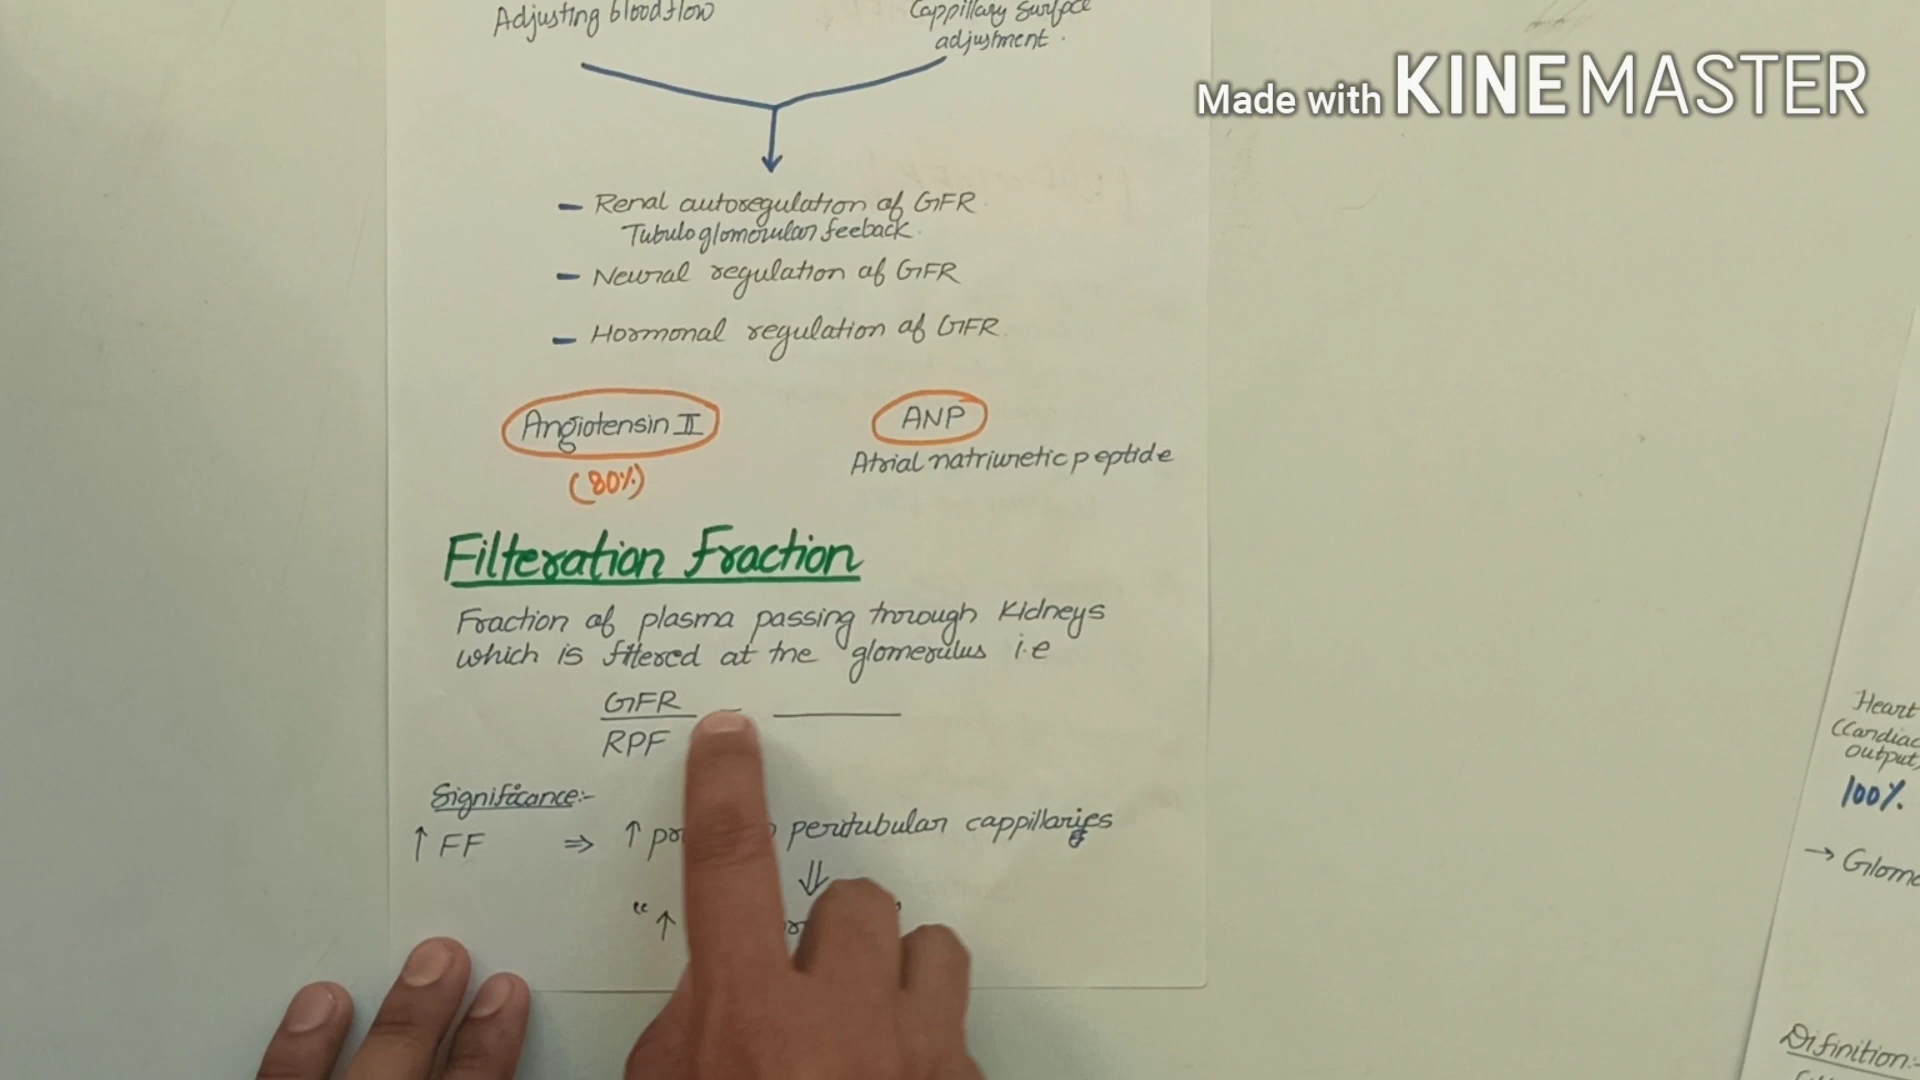 Adjusting bloodflow
Cappillary surface
adjustment.
Made with KINEMASTER
– Renal autoregulation of GFR
Tubuloglomerular feeback.
– Neural regulation of GFR
– Hormonal regulation of GFR.
Angiotensin II
ANP
(80%)
Atrial natriuretic peptide
Filteration Fraction
Fraction of plasma passing through Kidneys
which is filtered at the glomerulus i.e
GFR
RPF
Significance:-
↑ FF ⇒ ↑ peritubular cappillaries
⇓
“ ↑
Heart
(Cardiac
output)
100%
→
Difinition:-